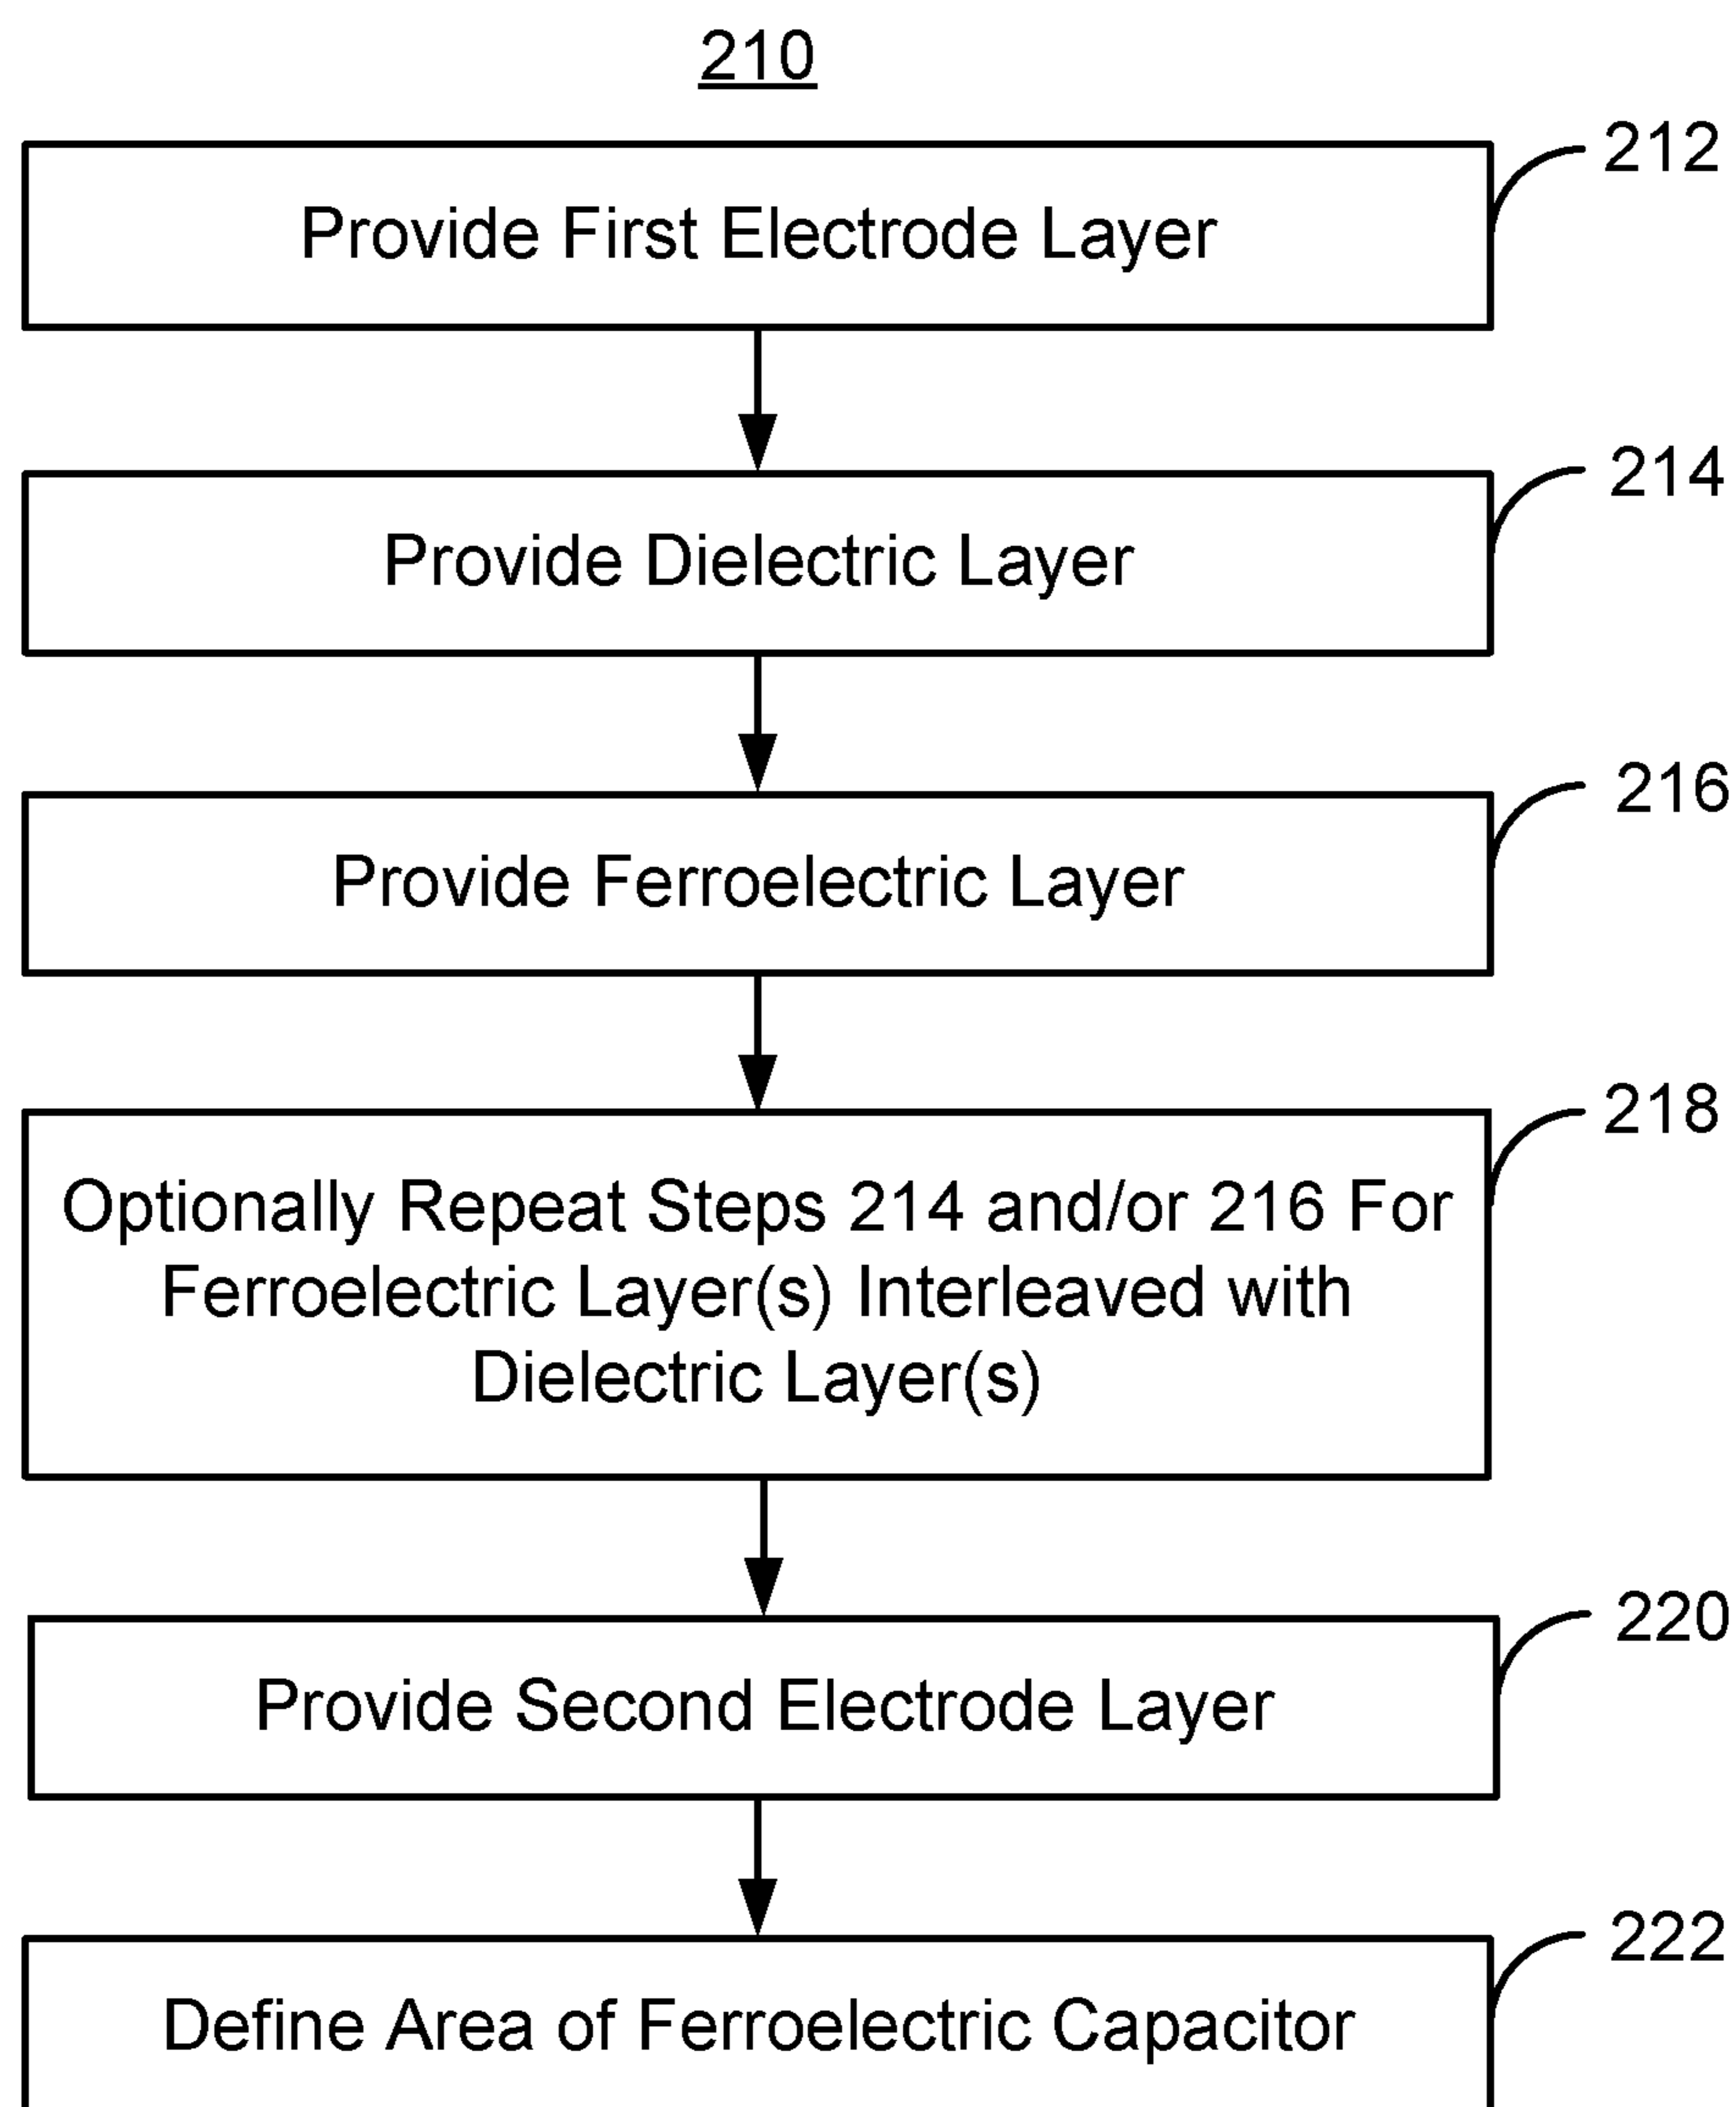 210
212
Provide First Electrode Layer
214
Provide Dielectric Layer
216
Provide Ferroelectric Layer
218
Optionally Repeat Steps 214 and/or 216 For
Ferroelectric Layer(s) Interleaved with
Dielectric Layer(s)
220
Provide Second Electrode Layer
222
Define Area of Ferroelectric Capacitor